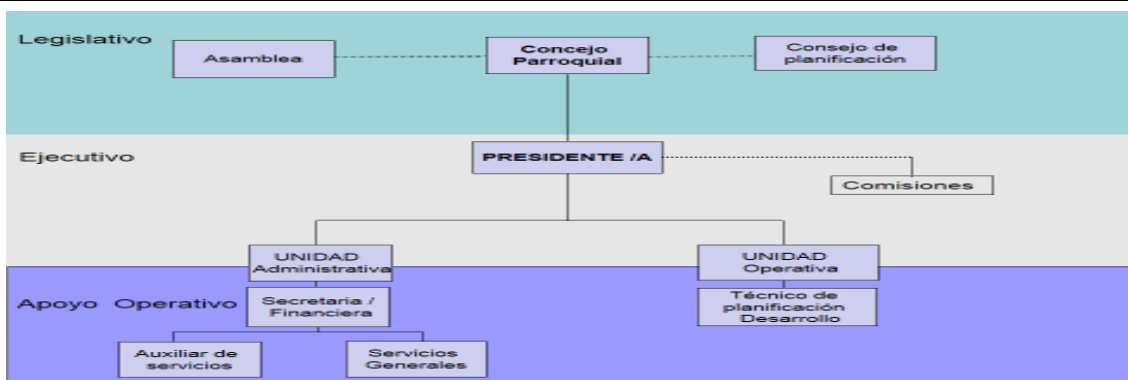 Legislativo
Asamblea
Concejo
Parroquial
Consejo de
planificación
Ejecutivo
PRESIDENTE /A
Comisiones
UNIDAD
Administrativa
UNIDAD
Operativa
Apoyo Operativo
Secretaria /
Financiera
Técnico de
planificación
Desarrollo
Auxiliar de
servicios
Servicios
Generales